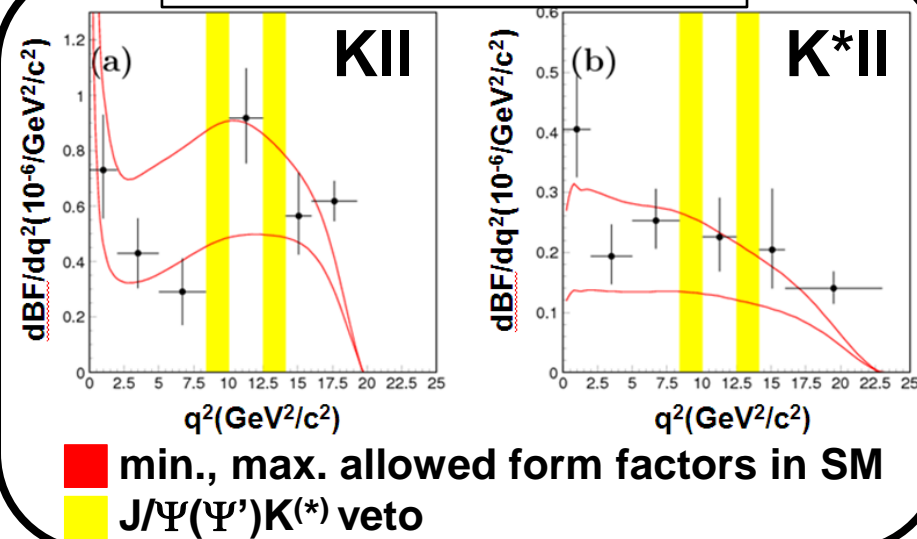 (a)
KII
dBF/dq²(10⁻⁶/GeV²/c²)
1.2
1
0.8
0.6
0.4
0.2
0
0 2.5 5 7.5 10 12.5 15 17.5 20 22.5 25
q²(GeV²/c²)
(b)
K*II
dBF/dq²(10⁻⁶/GeV²/c²)
0.6
0.5
0.4
0.3
0.2
0.1
0
0 2.5 5 7.5 10 12.5 15 17.5 20 22.5 25
q²(GeV²/c²)
min., max. allowed form factors in SM
J/Ψ(Ψ’)K⁽*⁾ veto